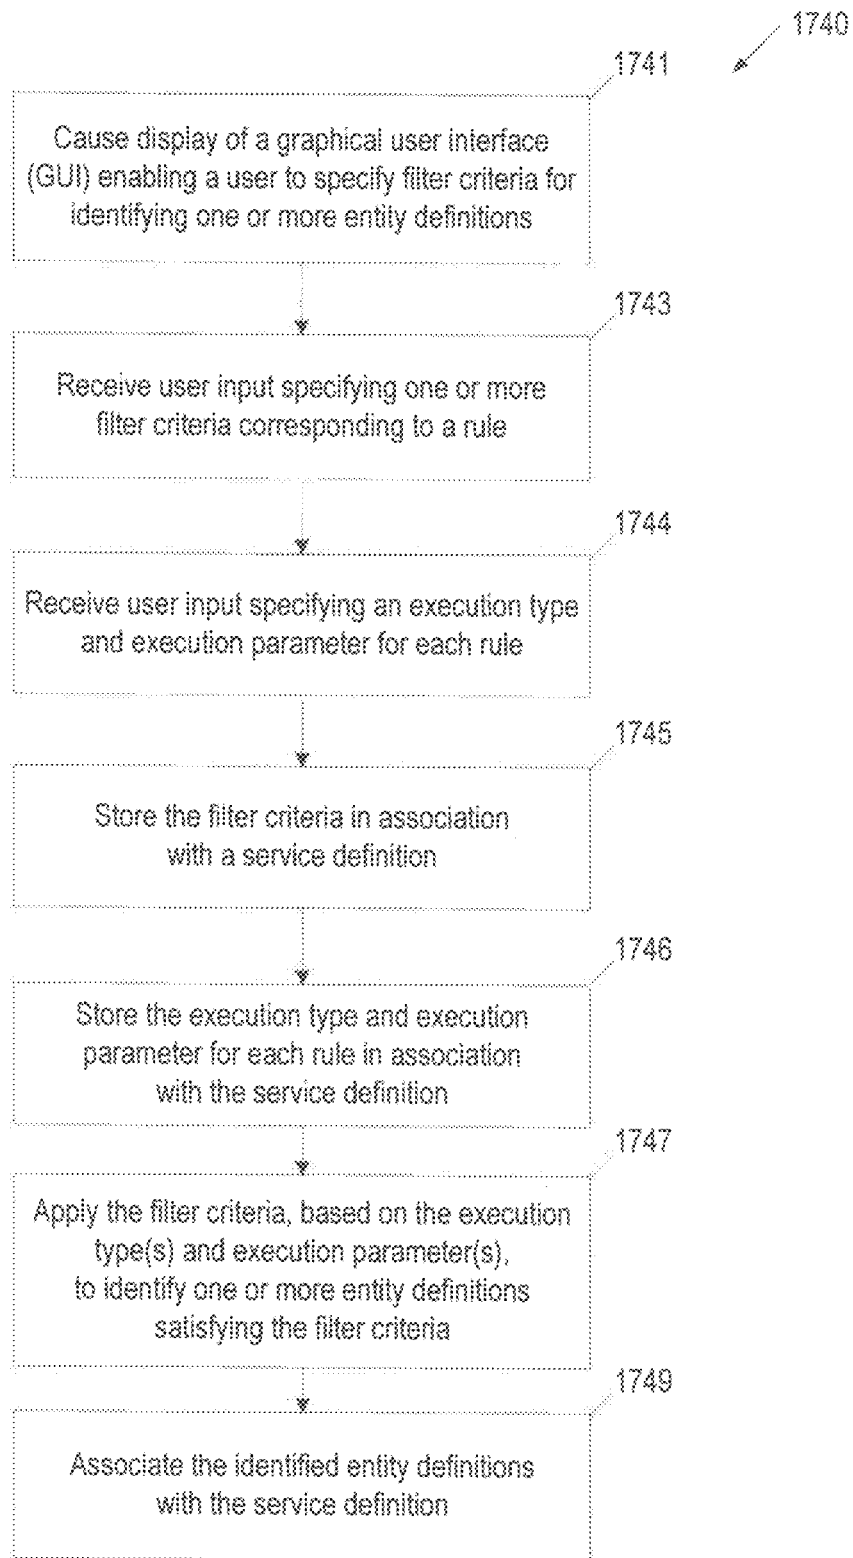 1740
1741
Cause display of a graphical user interface
(GUI) enabling a user to specify filter criteria for
identifying one or more entity definitions
1743
Receive user input specifying one or more
filter criteria corresponding to a rule
1744
Receive user input specifying an execution type
and execution parameter for each rule
1745
Store the filter criteria in association
with a service definition
1746
Store the execution type and execution
parameter for each rule in association
with the service definition
1747
Apply the filter criteria, based on the execution
type(s) and execution parameter(s),
to identify one or more entity definitions
satisfying the filter criteria
1749
Associate the identified entity definitions
with the service definition